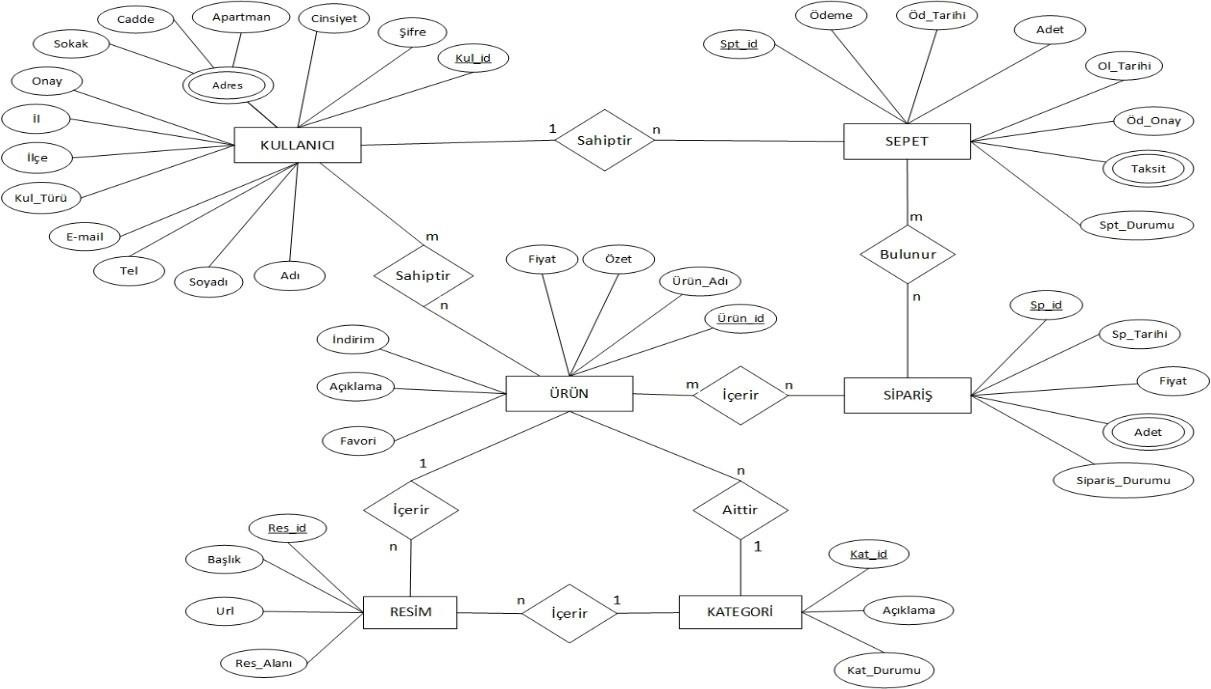 Cadde
Apartman
Cinsiyet
Şifre
Kul_id
Sokak
Adres
Onay
İl
İlçe
Kul_Türü
E-mail
Tel
Soyadı
Adı
KULLANICI
1
Sahiptir
n
Spt_id
Ödeme
Öd_Tarihi
Adet
Ol_Tarihi
Öd_Onay
Taksit
Spt_Durumu
SEPET
m
Bulunur
n
m
Sahiptir
n
Fiyat
Özet
Ürün_Adı
Ürün_id
İndirim
Açıklama
Favori
ÜRÜN
m
İçerir
n
SİPARİŞ
Sp_id
Sp_Tarihi
Fiyat
Adet
Siparis_Durumu
1
İçerir
n
n
Aittir
1
Res_id
Başlık
Url
Res_Alanı
RESİM
n
İçerir
1
KATEGORİ
Kat_id
Açıklama
Kat_Durumu